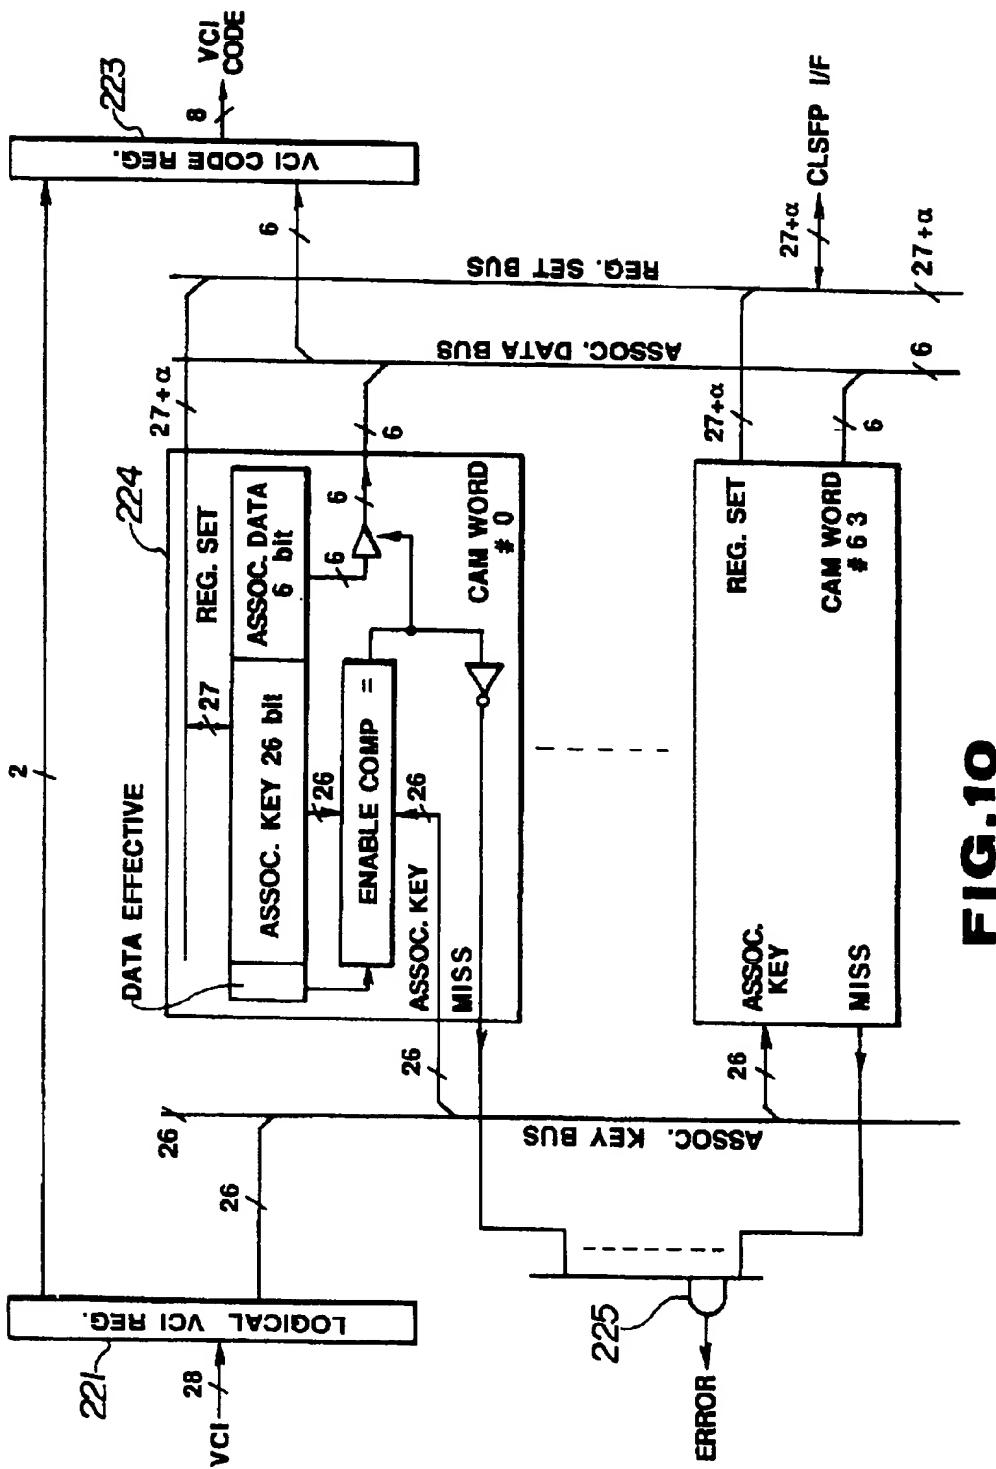 VCI
28
221
LOGICAL VCI REG.
2
26
26
ASSOC. KEY BUS
26
DATA EFFECTIVE
224
REG. SET
27
27+α
ASSOC. KEY 26 bit
ASSOC. DATA
6 bit
26
ENABLE COMP =
26
6
6
6
ASSOC. KEY
MISS
CAM WORD
#0
ASSOC. DATA BUS
REG. SET BUS
6
VCI CODE REG.
223
8
VCI
CODE
27+α
CLSFP I/F
27+α
6
26
ASSOC.
KEY
MISS
REG. SET
CAM WORD
#63
27+α
6
225
ERROR
FIG.10